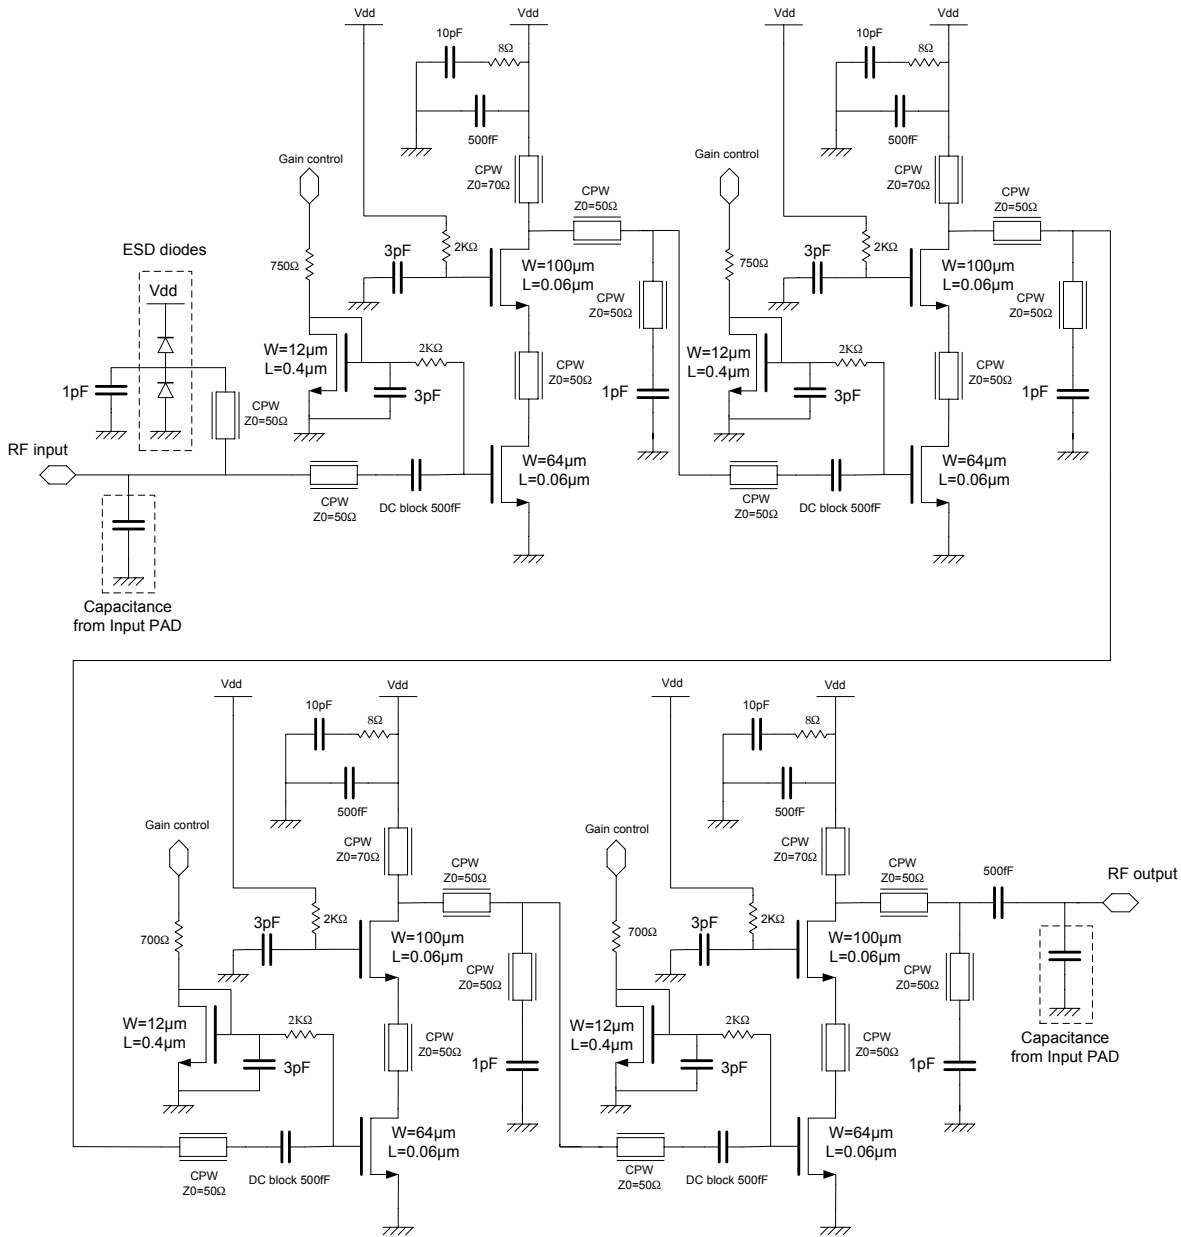 Vdd
Vdd
10pF
8Ω
500fF
Gain control
CPW
Z0=70Ω
CPW
Z0=50Ω
750Ω
3pF
2KΩ
W=100µm
L=0.06µm
CPW
Z0=50Ω
ESD diodes
Vdd
1pF
CPW
Z0=50Ω
W=12µm
L=0.4µm
2KΩ
3pF
CPW
Z0=50Ω
1pF
RF input
CPW
Z0=50Ω
DC block 500fF
W=64µm
L=0.06µm
Capacitance
from Input PAD
Vdd
Vdd
10pF
8Ω
500fF
Gain control
CPW
Z0=70Ω
CPW
Z0=50Ω
750Ω
3pF
2KΩ
W=100µm
L=0.06µm
CPW
Z0=50Ω
W=12µm
L=0.4µm
2KΩ
3pF
CPW
Z0=50Ω
1pF
CPW
Z0=50Ω
DC block 500fF
W=64µm
L=0.06µm
Vdd
Vdd
10pF
8Ω
500fF
Gain control
CPW
Z0=70Ω
CPW
Z0=50Ω
700Ω
3pF
2KΩ
W=100µm
L=0.06µm
CPW
Z0=50Ω
W=12µm
L=0.4µm
2KΩ
3pF
CPW
Z0=50Ω
1pF
CPW
Z0=50Ω
DC block 500fF
W=64µm
L=0.06µm
Vdd
Vdd
10pF
8Ω
500fF
Gain control
CPW
Z0=70Ω
CPW
Z0=50Ω
500fF
RF output
700Ω
3pF
2KΩ
W=100µm
L=0.06µm
CPW
Z0=50Ω
Capacitance
from Input PAD
W=12µm
L=0.4µm
2KΩ
3pF
CPW
Z0=50Ω
1pF
CPW
Z0=50Ω
DC block 500fF
W=64µm
L=0.06µm